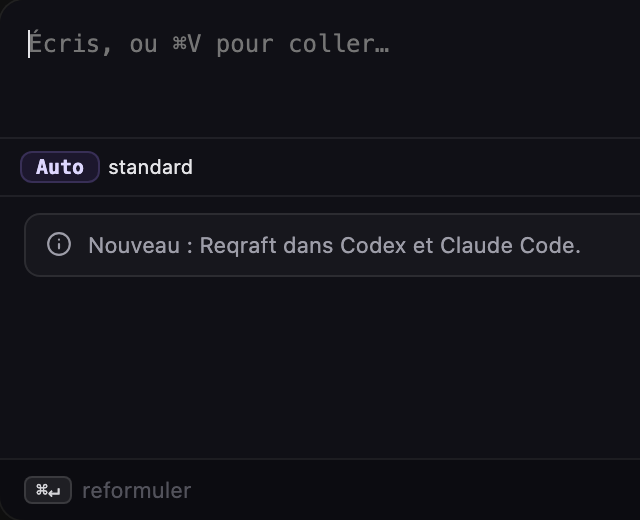 Écris, ou ⌘V pour coller…
Auto standard
Nouveau : Reqraft dans Codex et Claude Code.
⌘↵ reformuler